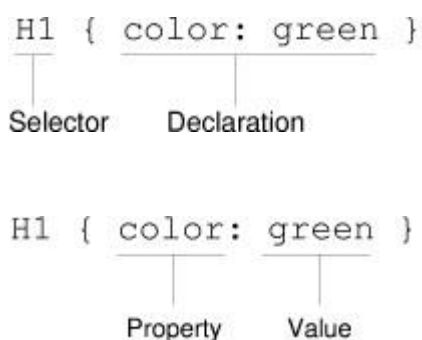 H1 { color: green }
Selector Declaration
H1 { color: green }
Property Value